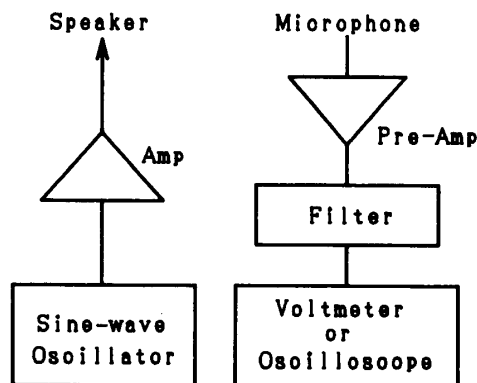 Speaker
Microphone
Amp
Pre-Amp
Filter
Sine-wave
Oscillator
Voltmeter
or
Oscilloscope